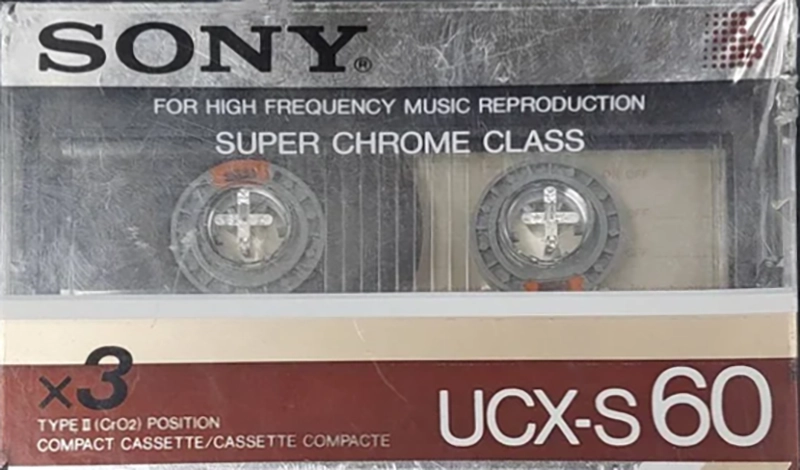 SONY®
FOR HIGH FREQUENCY MUSIC REPRODUCTION
SUPER CHROME CLASS
x3
TYPE II (CrO2) POSITION
COMPACT CASSETTE/CASSETTE COMPACTE
UCX-S 60